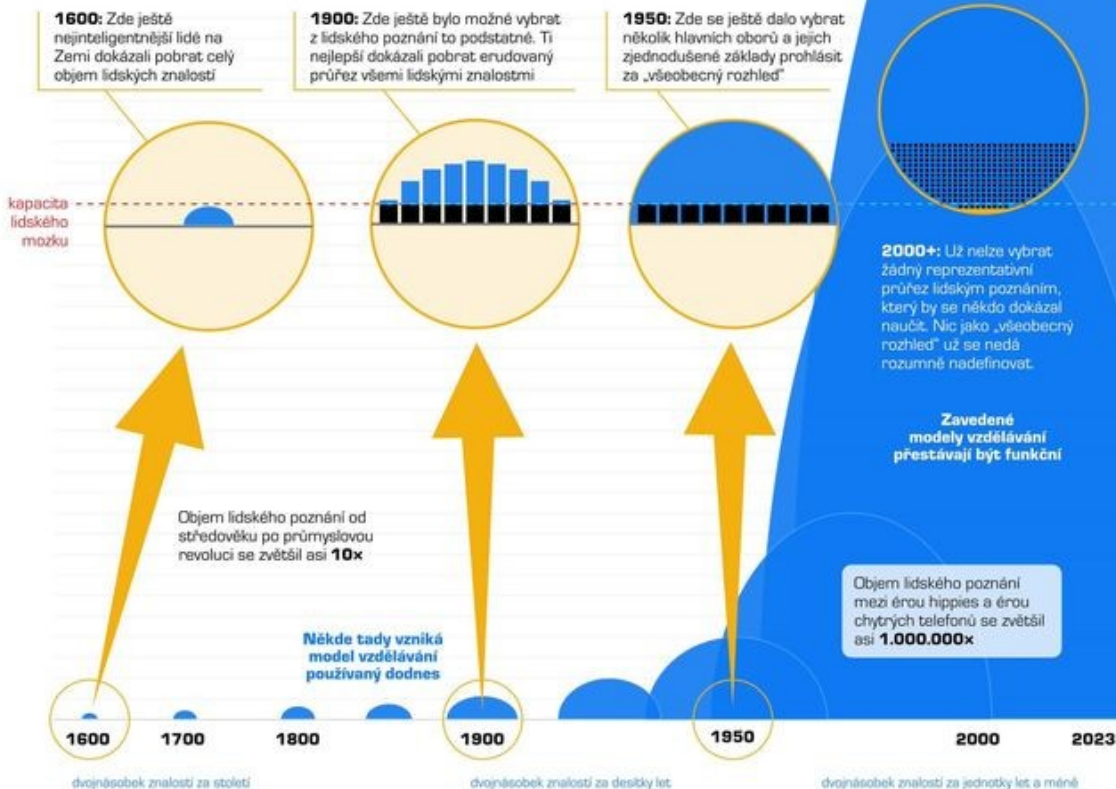 1600: Zde ještě
nejinteligentnější lidé na
Zemi dokázali pobrat celý
objem lidských znalostí
1900: Zde ještě bylo možné vybrat
z lidského poznání to podstatné. Ti
nejlepší dokázali pobrat erudovaný
průřez všemi lidskými znalostmi
1950: Zde se ještě dalo vybrat
několik hlavních oborů a jejich
zjednodušené základy prohlásit
za „všeobecný rozhled"
kapacita
lidského
mozku
2000+: Už nelze vybrat
žádný reprezentativní
průřez lidským poznáním,
který by se někdo dokázal
naučit. Nic jako „všeobecný
rozhled" už se nedá
rozumně nadefinovat.
Zavedené
modely vzdělávání
přestávají být funkční
Objem lidského poznání od
středověku po průmyslovou
revoluci se zvětšil asi 10×
Objem lidského poznání
mezi érou hippies a érou
chytrých telefonů se zvětšil
asi 1.000.000×
Někde tady vzniká
model vzdělávání
používaný dodnes
1600 1700 1800 1900 1950 2000 2023
dvojnásobek znalostí za století dvojnásobek znalostí za desítky let dvojnásobek znalostí za jednotky let a méně